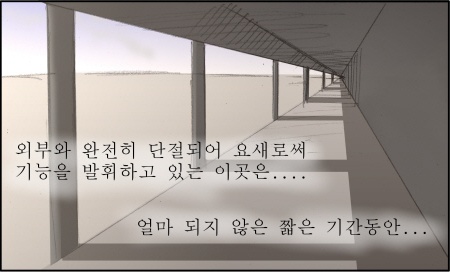 외부와 완전히 단절되어 요새로써
기능을 발휘하고 있는 이곳은....
얼마 되지 않은 짧은 기간동안...